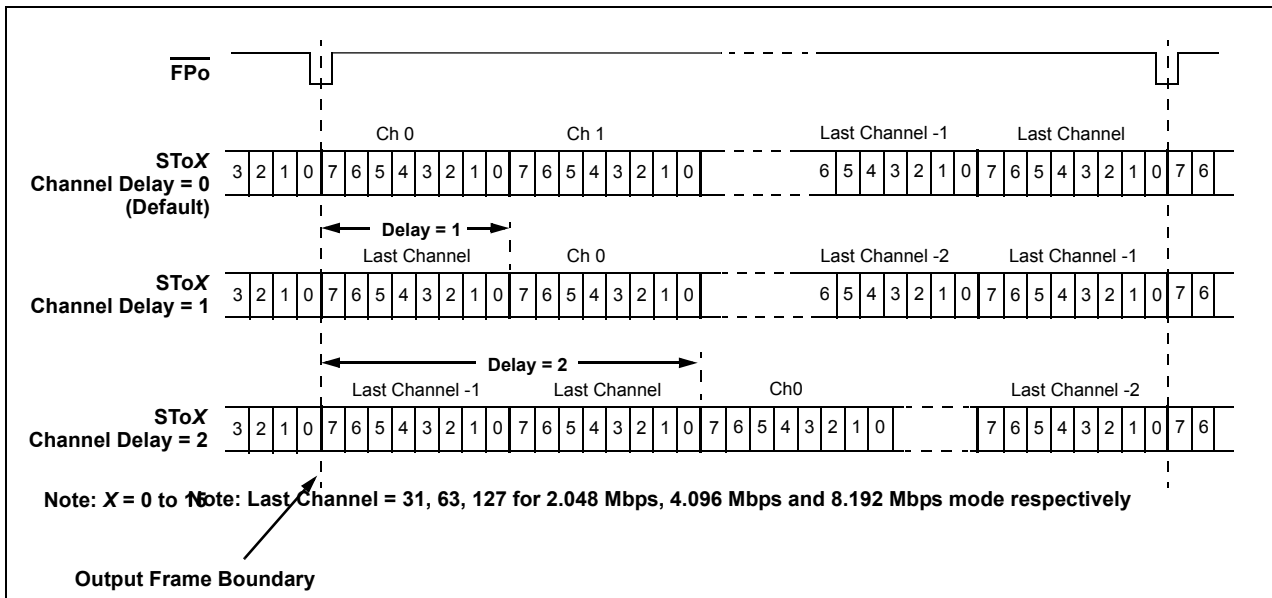 FPo
Ch 0 Ch 1 Last Channel -1 Last Channel
SToX
Channel Delay = 0
(Default)
3 2 1 0 7 6 5 4 3 2 1 0 7 6 5 4 3 2 1 0 6 5 4 3 2 1 0 7 6 5 4 3 2 1 0 7 6
Delay = 1
Last Channel Ch 0 Last Channel -2 Last Channel -1
SToX
Channel Delay = 1
3 2 1 0 7 6 5 4 3 2 1 0 7 6 5 4 3 2 1 0 6 5 4 3 2 1 0 7 6 5 4 3 2 1 0 7 6
Delay = 2
Last Channel -1 Last Channel Ch0 Last Channel -2
SToX
Channel Delay = 2
3 2 1 0 7 6 5 4 3 2 1 0 7 6 5 4 3 2 1 0 7 6 5 4 3 2 1 0 7 6 5 4 3 2 1 0 7 6
Note: X = 0 to 15 Note: Last Channel = 31, 63, 127 for 2.048 Mbps, 4.096 Mbps and 8.192 Mbps mode respectively
Output Frame Boundary